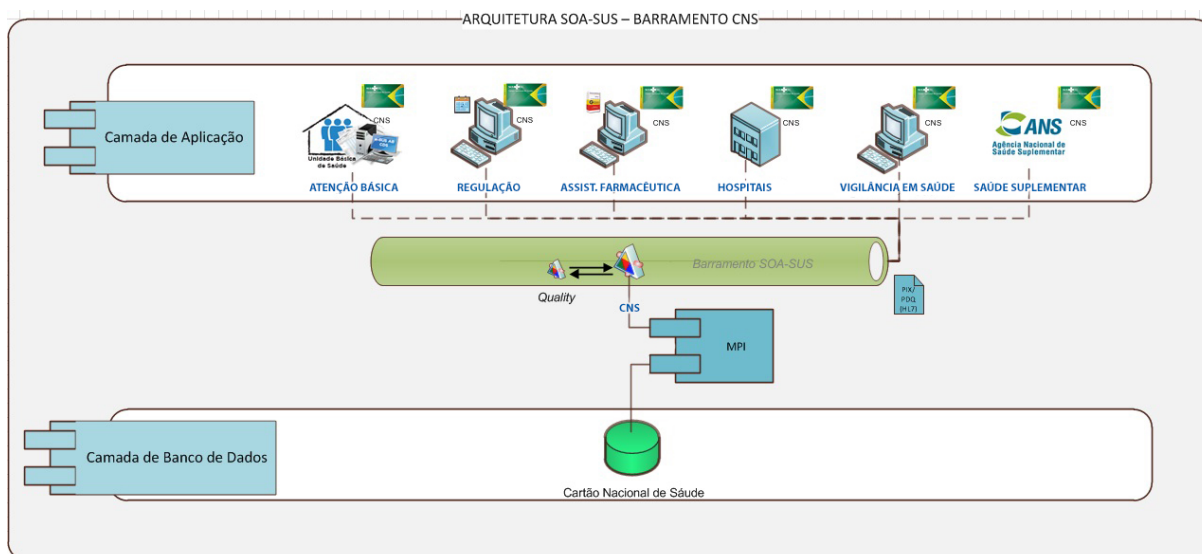 ARQUITETURA SOA-SUS – BARRAMENTO CNS
Camada de Aplicação
CNS
CNS
CNS
CNS
CNS
CNS
Unidade Básica
de Saúde
ANS
Agência Nacional de
Saúde Suplementar
ATENÇÃO BÁSICA
REGULAÇÃO
ASSIST. FARMACÊUTICA
HOSPITAIS
VIGILÂNCIA EM SAÚDE
SAÚDE SUPLEMENTAR
Barramento SOA-SUS
Quality
CNS
PIX/
PDQ
(HL7)
MPI
Camada de Banco de Dados
Cartão Nacional de Sáude